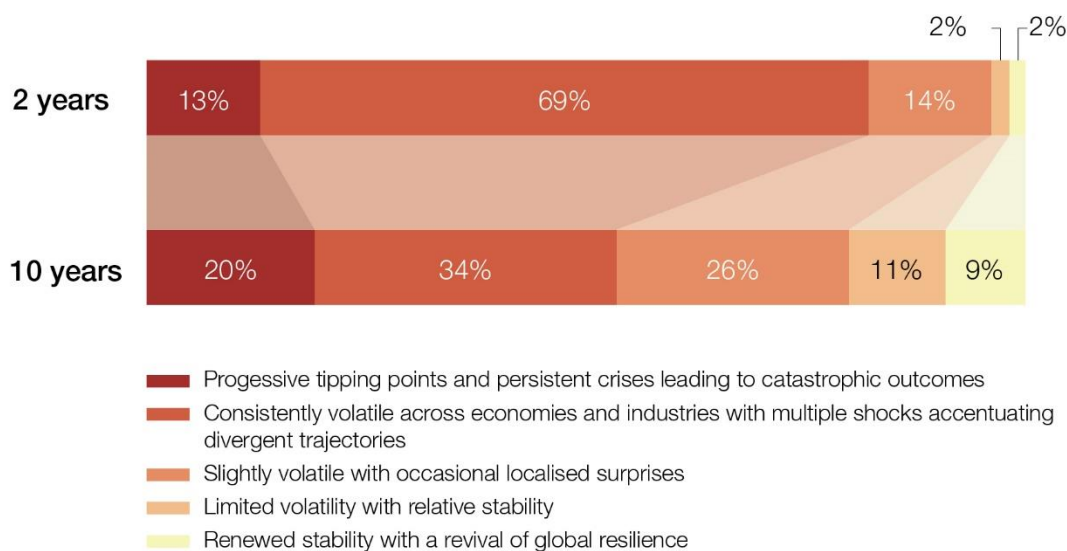 2% 2%
2 years 13% 69% 14%
10 years 20% 34% 26% 11% 9%
Progessive tipping points and persistent crises leading to catastrophic outcomes
Consistently volatile across economies and industries with multiple shocks accentuating
divergent trajectories
Slightly volatile with occasional localised surprises
Limited volitility with relative stability
Renewed stability with a revival of global resilience